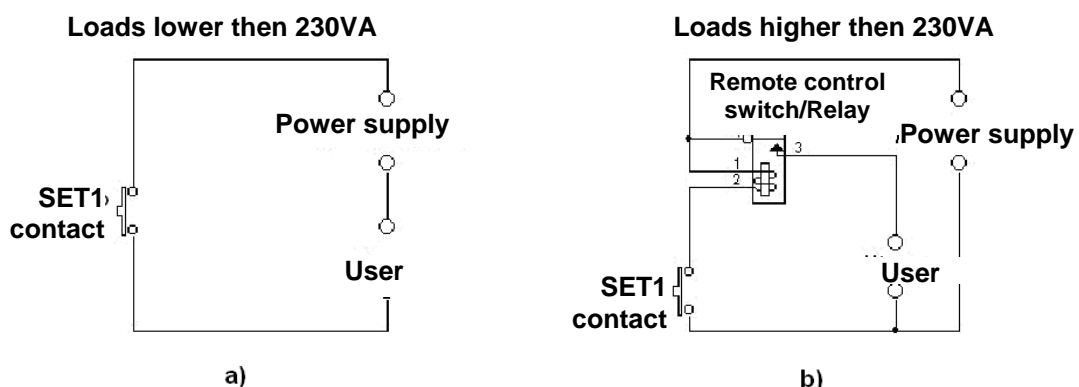 Loads lower then 230VA
Power supply
SET1
contact
User
a)
Loads higher then 230VA
Remote control
switch/Relay
Power supply
3
1
2
User
SET1
contact
b)